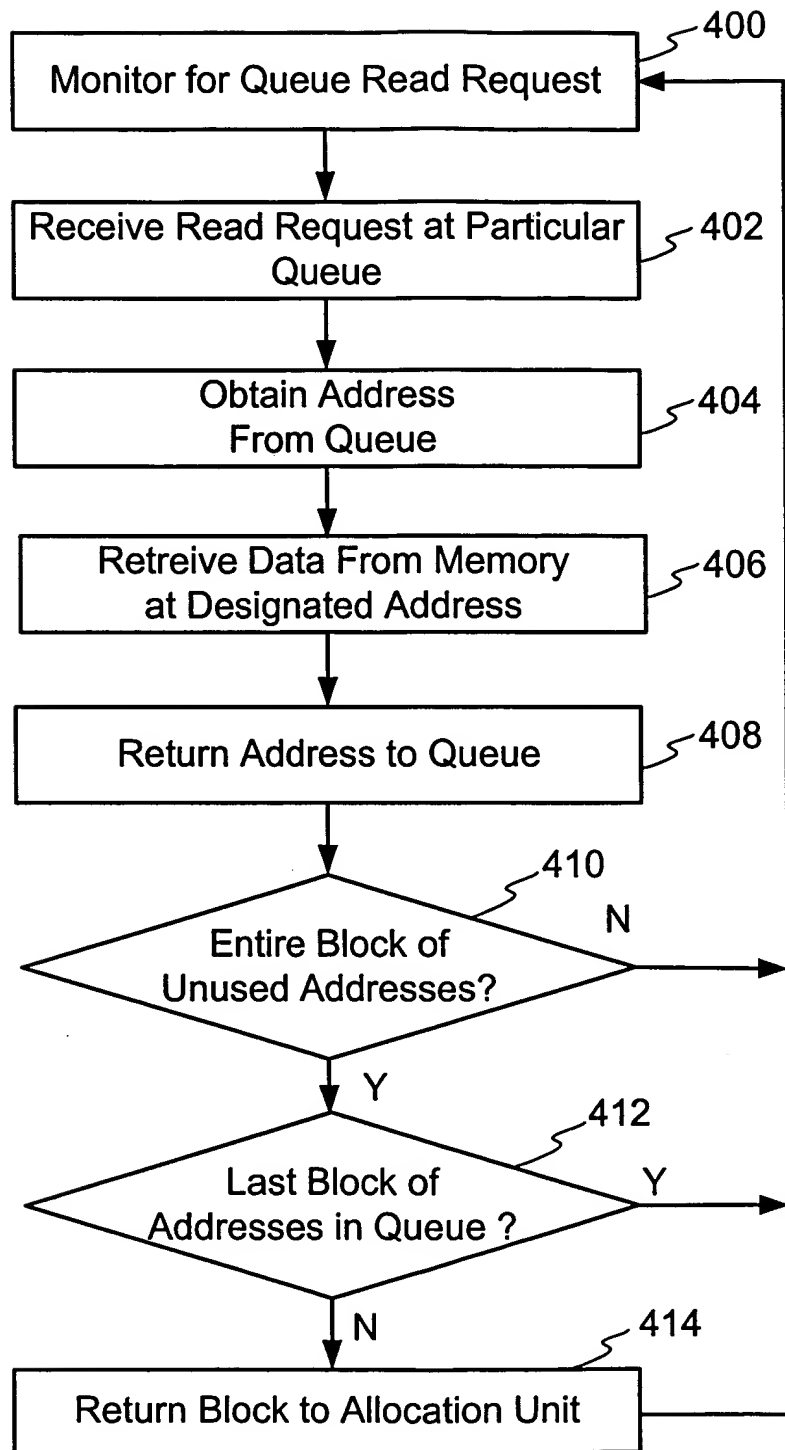 400
Monitor for Queue Read Request
Receive Read Request at Particular
Queue
402
Obtain Address
From Queue
404
Retreive Data From Memory
at Designated Address
406
Return Address to Queue
408
410
Entire Block of
Unused Addresses?
N
Y
412
Last Block of
Addresses in Queue ?
Y
N
414
Return Block to Allocation Unit